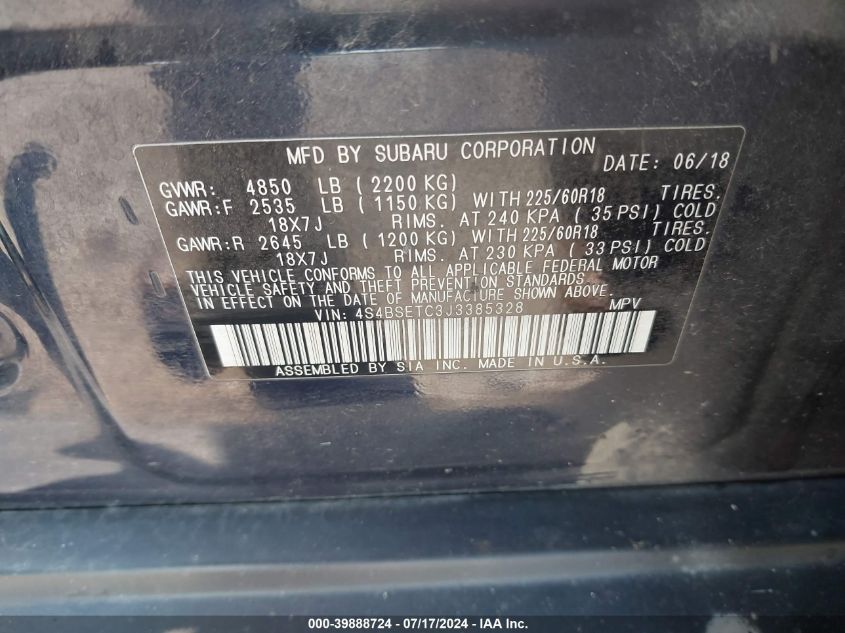 MFD BY SUBARU CORPORATION DATE: 06/18
GVWR: 4850 LB ( 2200 KG)
GAWR:F 2535 LB ( 1150 KG) WITH 225/60R18 TIRES.
18X7J RIMS. AT 240 KPA ( 35 PSI) COLD
GAWR:R 2645 LB ( 1200 KG) WITH 225/60R18 TIRES.
18X7J RIMS. AT 230 KPA ( 33 PSI) COLD
THIS VEHICLE CONFORMS TO ALL APPLICABLE FEDERAL MOTOR
VEHICLE SAFETY AND THEFT PREVENTION STANDARDS
IN EFFECT ON THE DATE OF MANUFACTURE SHOWN ABOVE.
VIN: 4S4BSETC3J3385328 MPV
ASSEMBLED BY SIA INC. MADE IN U.S.A.
000-39888724 - 07/17/2024 - IAA Inc.